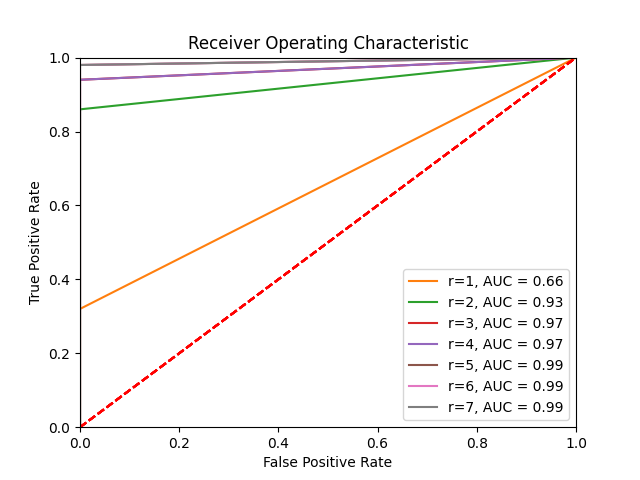 Receiver Operating Characteristic
1.0
0.8
0.6
0.4
0.2
0.0
True Positive Rate
r=1, AUC = 0.66
r=2, AUC = 0.93
r=3, AUC = 0.97
r=4, AUC = 0.97
r=5, AUC = 0.99
r=6, AUC = 0.99
r=7, AUC = 0.99
0.0 0.2 0.4 0.6 0.8 1.0
False Positive Rate